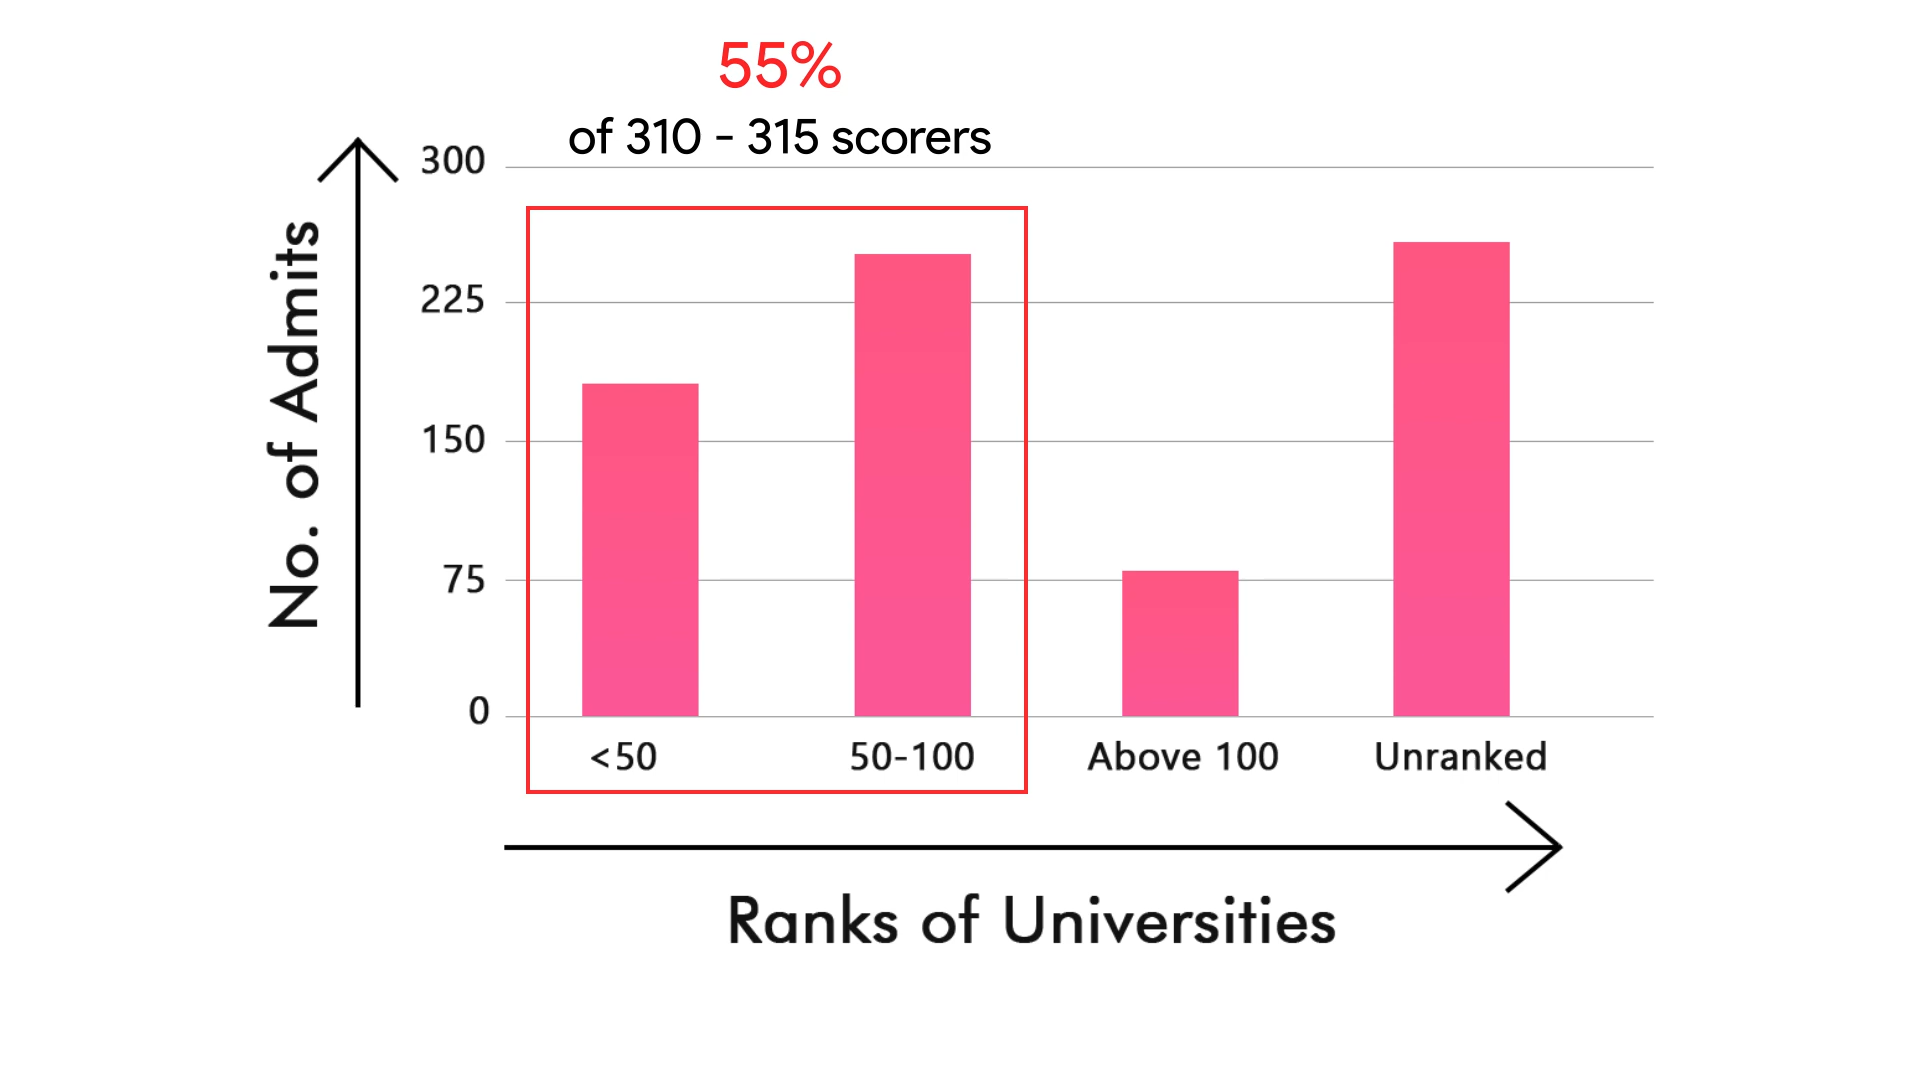 55%
of 310 - 315 scorers
300
225
150
75
0
No. of Admits
<50
50-100
Above 100
Unranked
Ranks of Universities